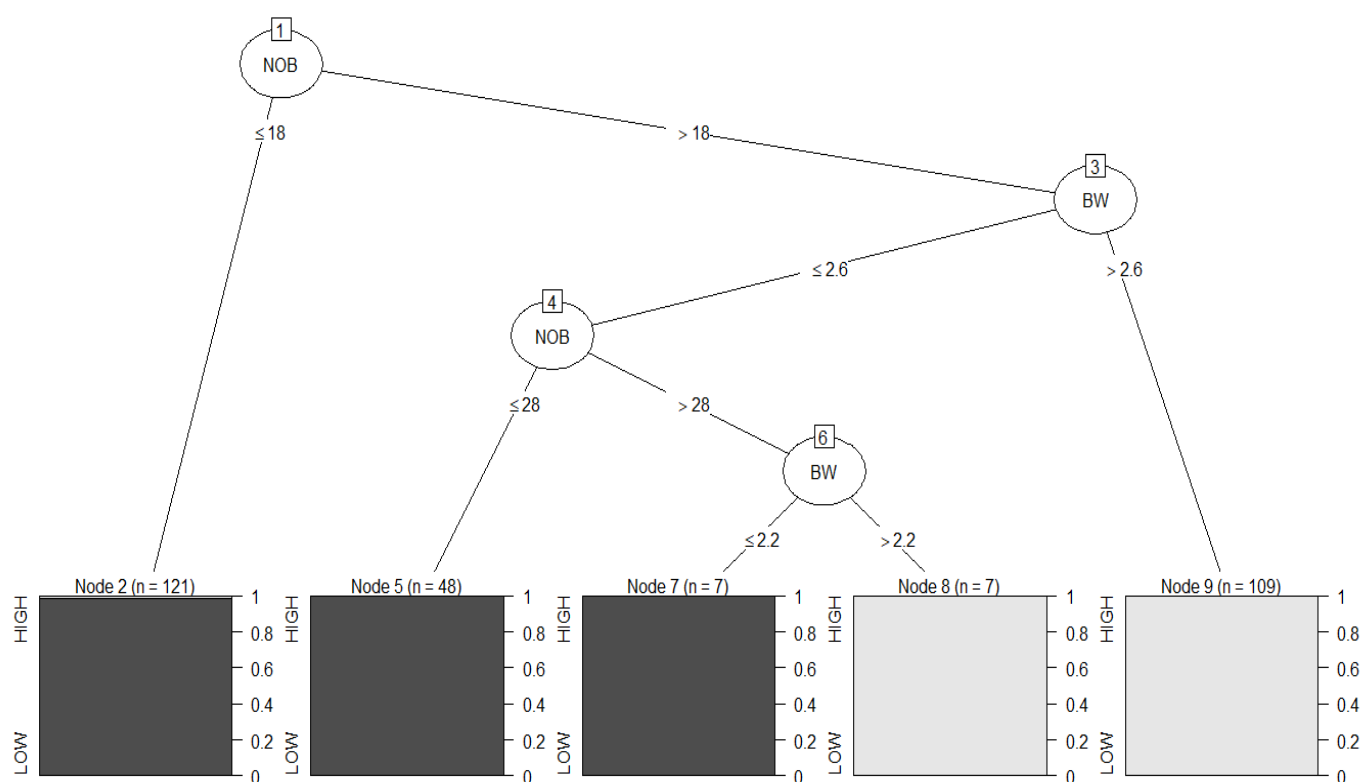 1
NOB
≤ 18
> 18
3
BW
≤ 2.6
> 2.6
4
NOB
≤ 28
> 28
6
BW
≤ 2.2
> 2.2
Node 2 (n = 121)
HIGH
LOW
1
0.8
0.6
0.4
0.2
0
Node 5 (n = 48)
HIGH
LOW
1
0.8
0.6
0.4
0.2
0
Node 7 (n = 7)
HIGH
LOW
1
0.8
0.6
0.4
0.2
0
Node 8 (n = 7)
HIGH
LOW
1
0.8
0.6
0.4
0.2
0
Node 9 (n = 109)
HIGH
LOW
1
0.8
0.6
0.4
0.2
0